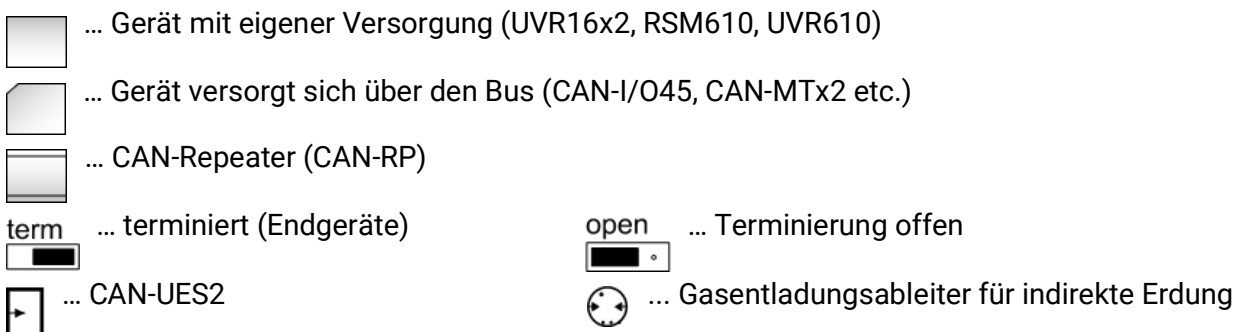 … Gerät mit eigener Versorgung (UVR16x2, RSM610, UVR610)
… Gerät versorgt sich über den Bus (CAN-I/O45, CAN-MTx2 etc.)
… CAN-Repeater (CAN-RP)
term … terminiert (Endgeräte) open … Terminierung offen
… CAN-UES2 ... Gasentladungsableiter für indirekte Erdung